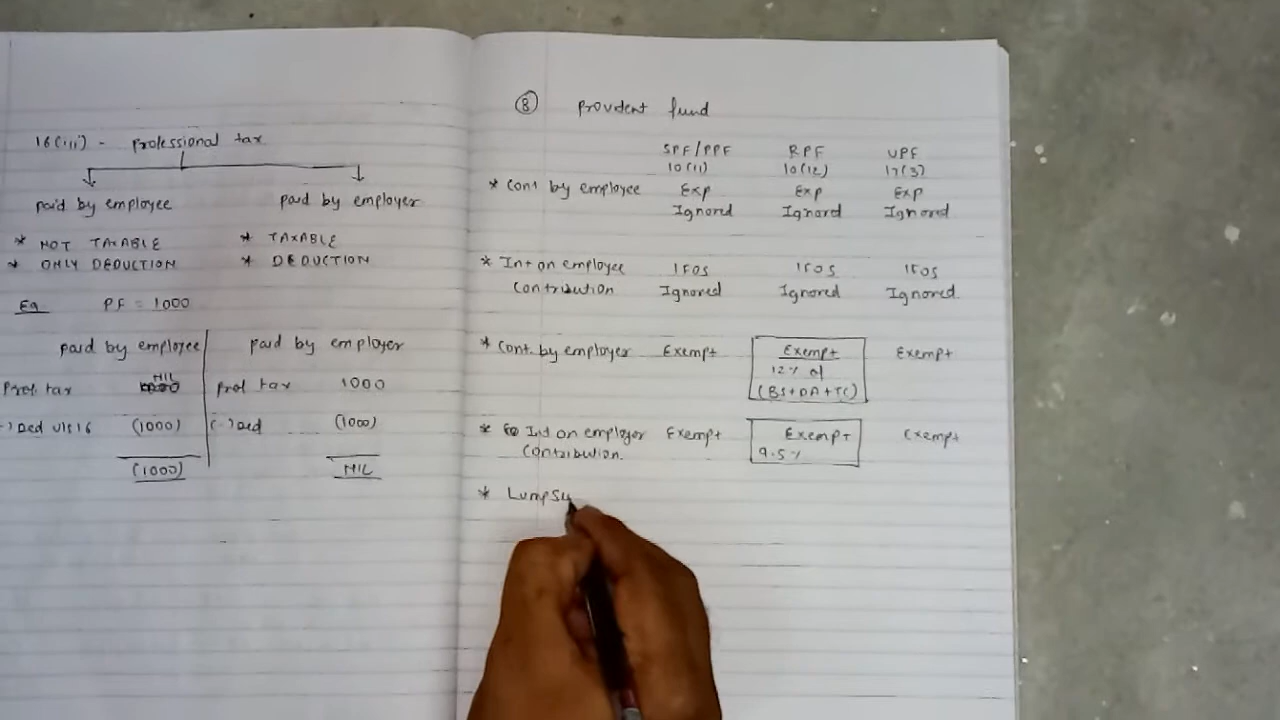 16(iii) - professional tax
paid by employee paid by employer
* NOT TAXABLE * TAXABLE
* ONLY DEDUCTION * DEDUCTION
Eg PF = 1000
paid by employee paid by employer
NIL
Prof. tax prof tax 1000
-) Ded u/s 16 (1000) (-) Ded (1000)
(1000) NIL
8 Provident fund
SPF/PPF RPF UPF
10(11) 10(12) 17(3)
* Cont by employee Exp Exp Exp
Ignored Ignored Ignored
* Int on employee IFOS IFOS IFOS
Contribution Ignored Ignored Ignored
* Cont. by employer Exempt Exempt Exempt
12% of
(BS+DA+TC)
* Int on employer Exempt Exempt Exempt
Contribution. 9.5%
* Lumpsu